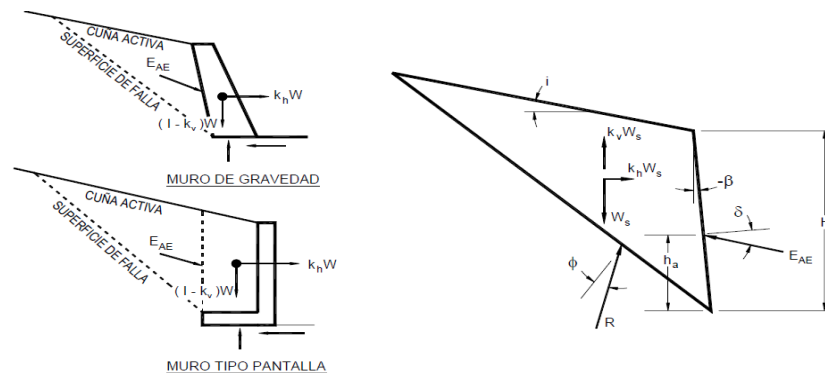 CUÑA ACTIVA
SUPERFICIE DE FALLA
E_AE
k_hW
(I - k_v)W
MURO DE GRAVEDAD
CUÑA ACTIVA
SUPERFICIE DE FALLA
E_AE
k_hW
(I - k_v)W
MURO TIPO PANTALLA
i
k_vW_s
k_hW_s
W_s
-β
H
δ
h_a
E_AE
ϕ
R